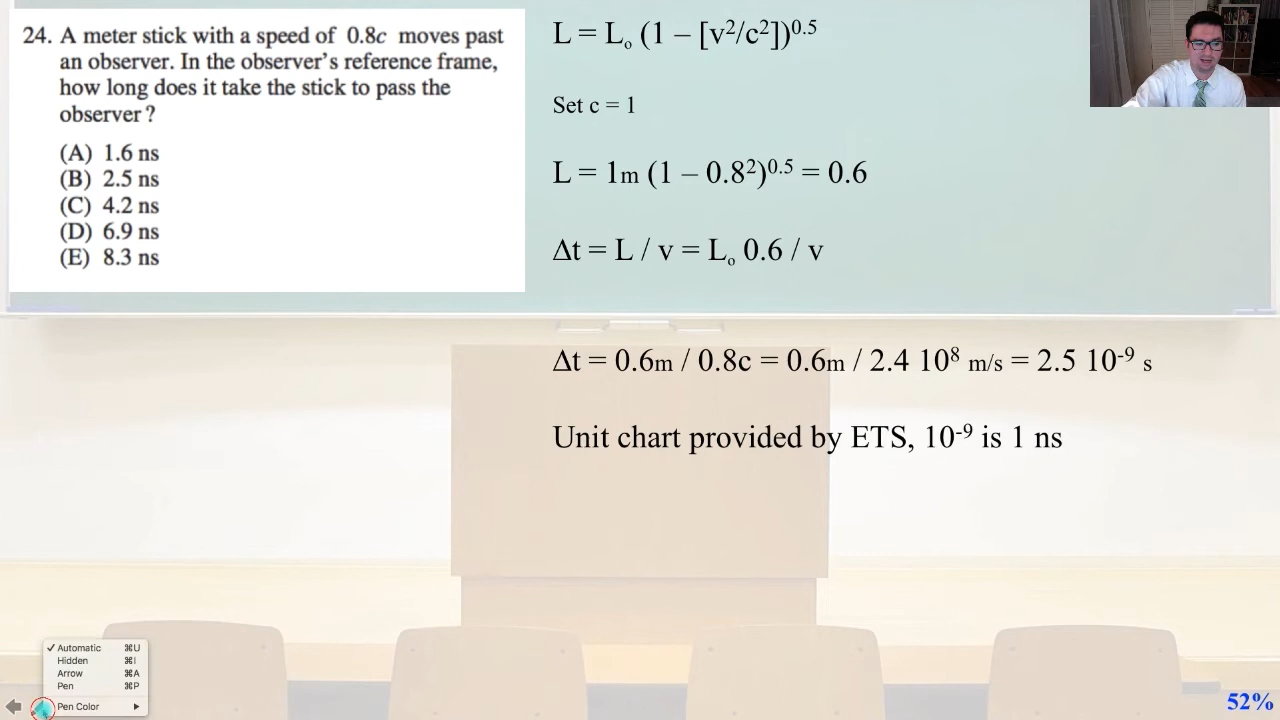 24. A meter stick with a speed of 0.8c moves past
an observer. In the observer's reference frame,
how long does it take the stick to pass the
observer?
(A) 1.6 ns
(B) 2.5 ns
(C) 4.2 ns
(D) 6.9 ns
(E) 8.3 ns
L = Lₒ (1 – [v²/c²])⁰·⁵
Set c = 1
L = 1m (1 – 0.8²)⁰·⁵ = 0.6
Δt = L / v = Lₒ 0.6 / v
Δt = 0.6m / 0.8c = 0.6m / 2.4 10⁸ m/s = 2.5 10⁻⁹ s
Unit chart provided by ETS, 10⁻⁹ is 1 ns
✓ Automatic ⌘U
Hidden ⌘I
Arrow ⌘A
Pen ⌘P
Pen Color
52%